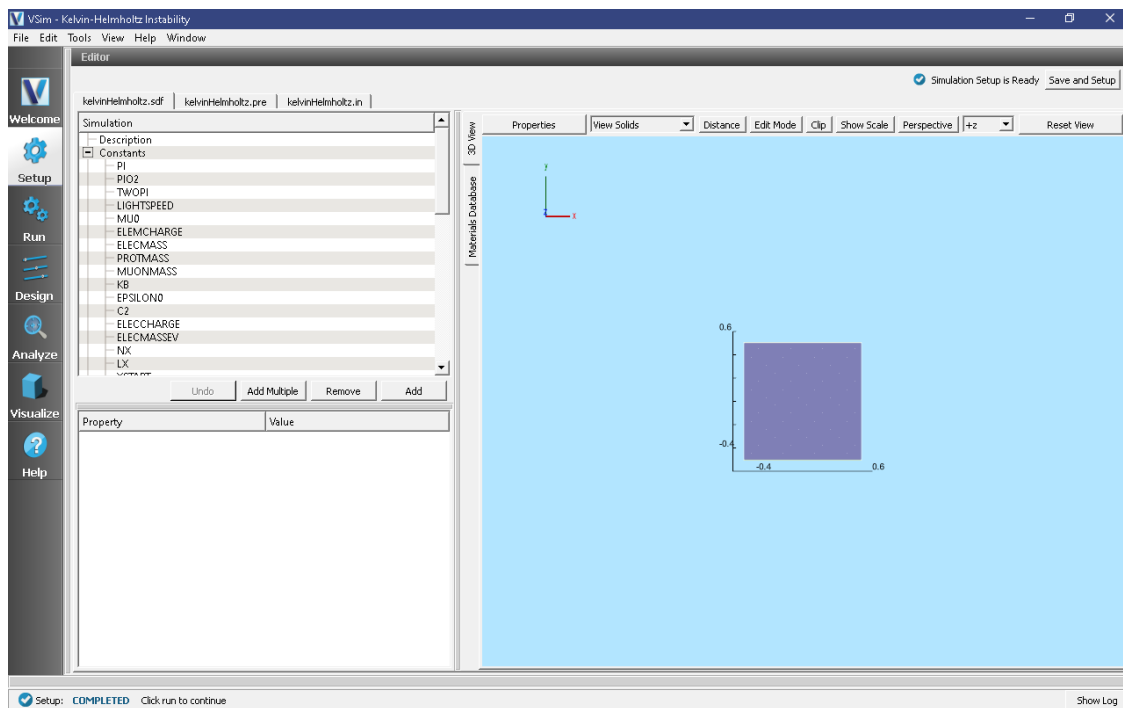 VSim - Kelvin-Helmholtz Instability
File Edit Tools View Help Window
Editor
Simulation Setup is Ready Save and Setup
kelvinHelmholtz.sdf kelvinHelmholtz.pre kelvinHelmholtz.in
Welcome
Setup
Run
Design
Analyze
Visualize
Help
Simulation
Description
Constants
PI
PIO2
TWOPI
LIGHTSPEED
MU0
ELEMCHARGE
ELECMASS
PROTMASS
MUONMASS
KB
EPSILON0
C2
ELECCHARGE
ELECMASSEV
NX
LX
XSTART
Undo Add Multiple Remove Add
Property Value
3D View
Materials Database
Properties View Solids Distance Edit Mode Clip Show Scale Perspective +z Reset View
y
z x
0.6
-0.4
-0.4 0.6
Setup: COMPLETED Click run to continue
Show Log